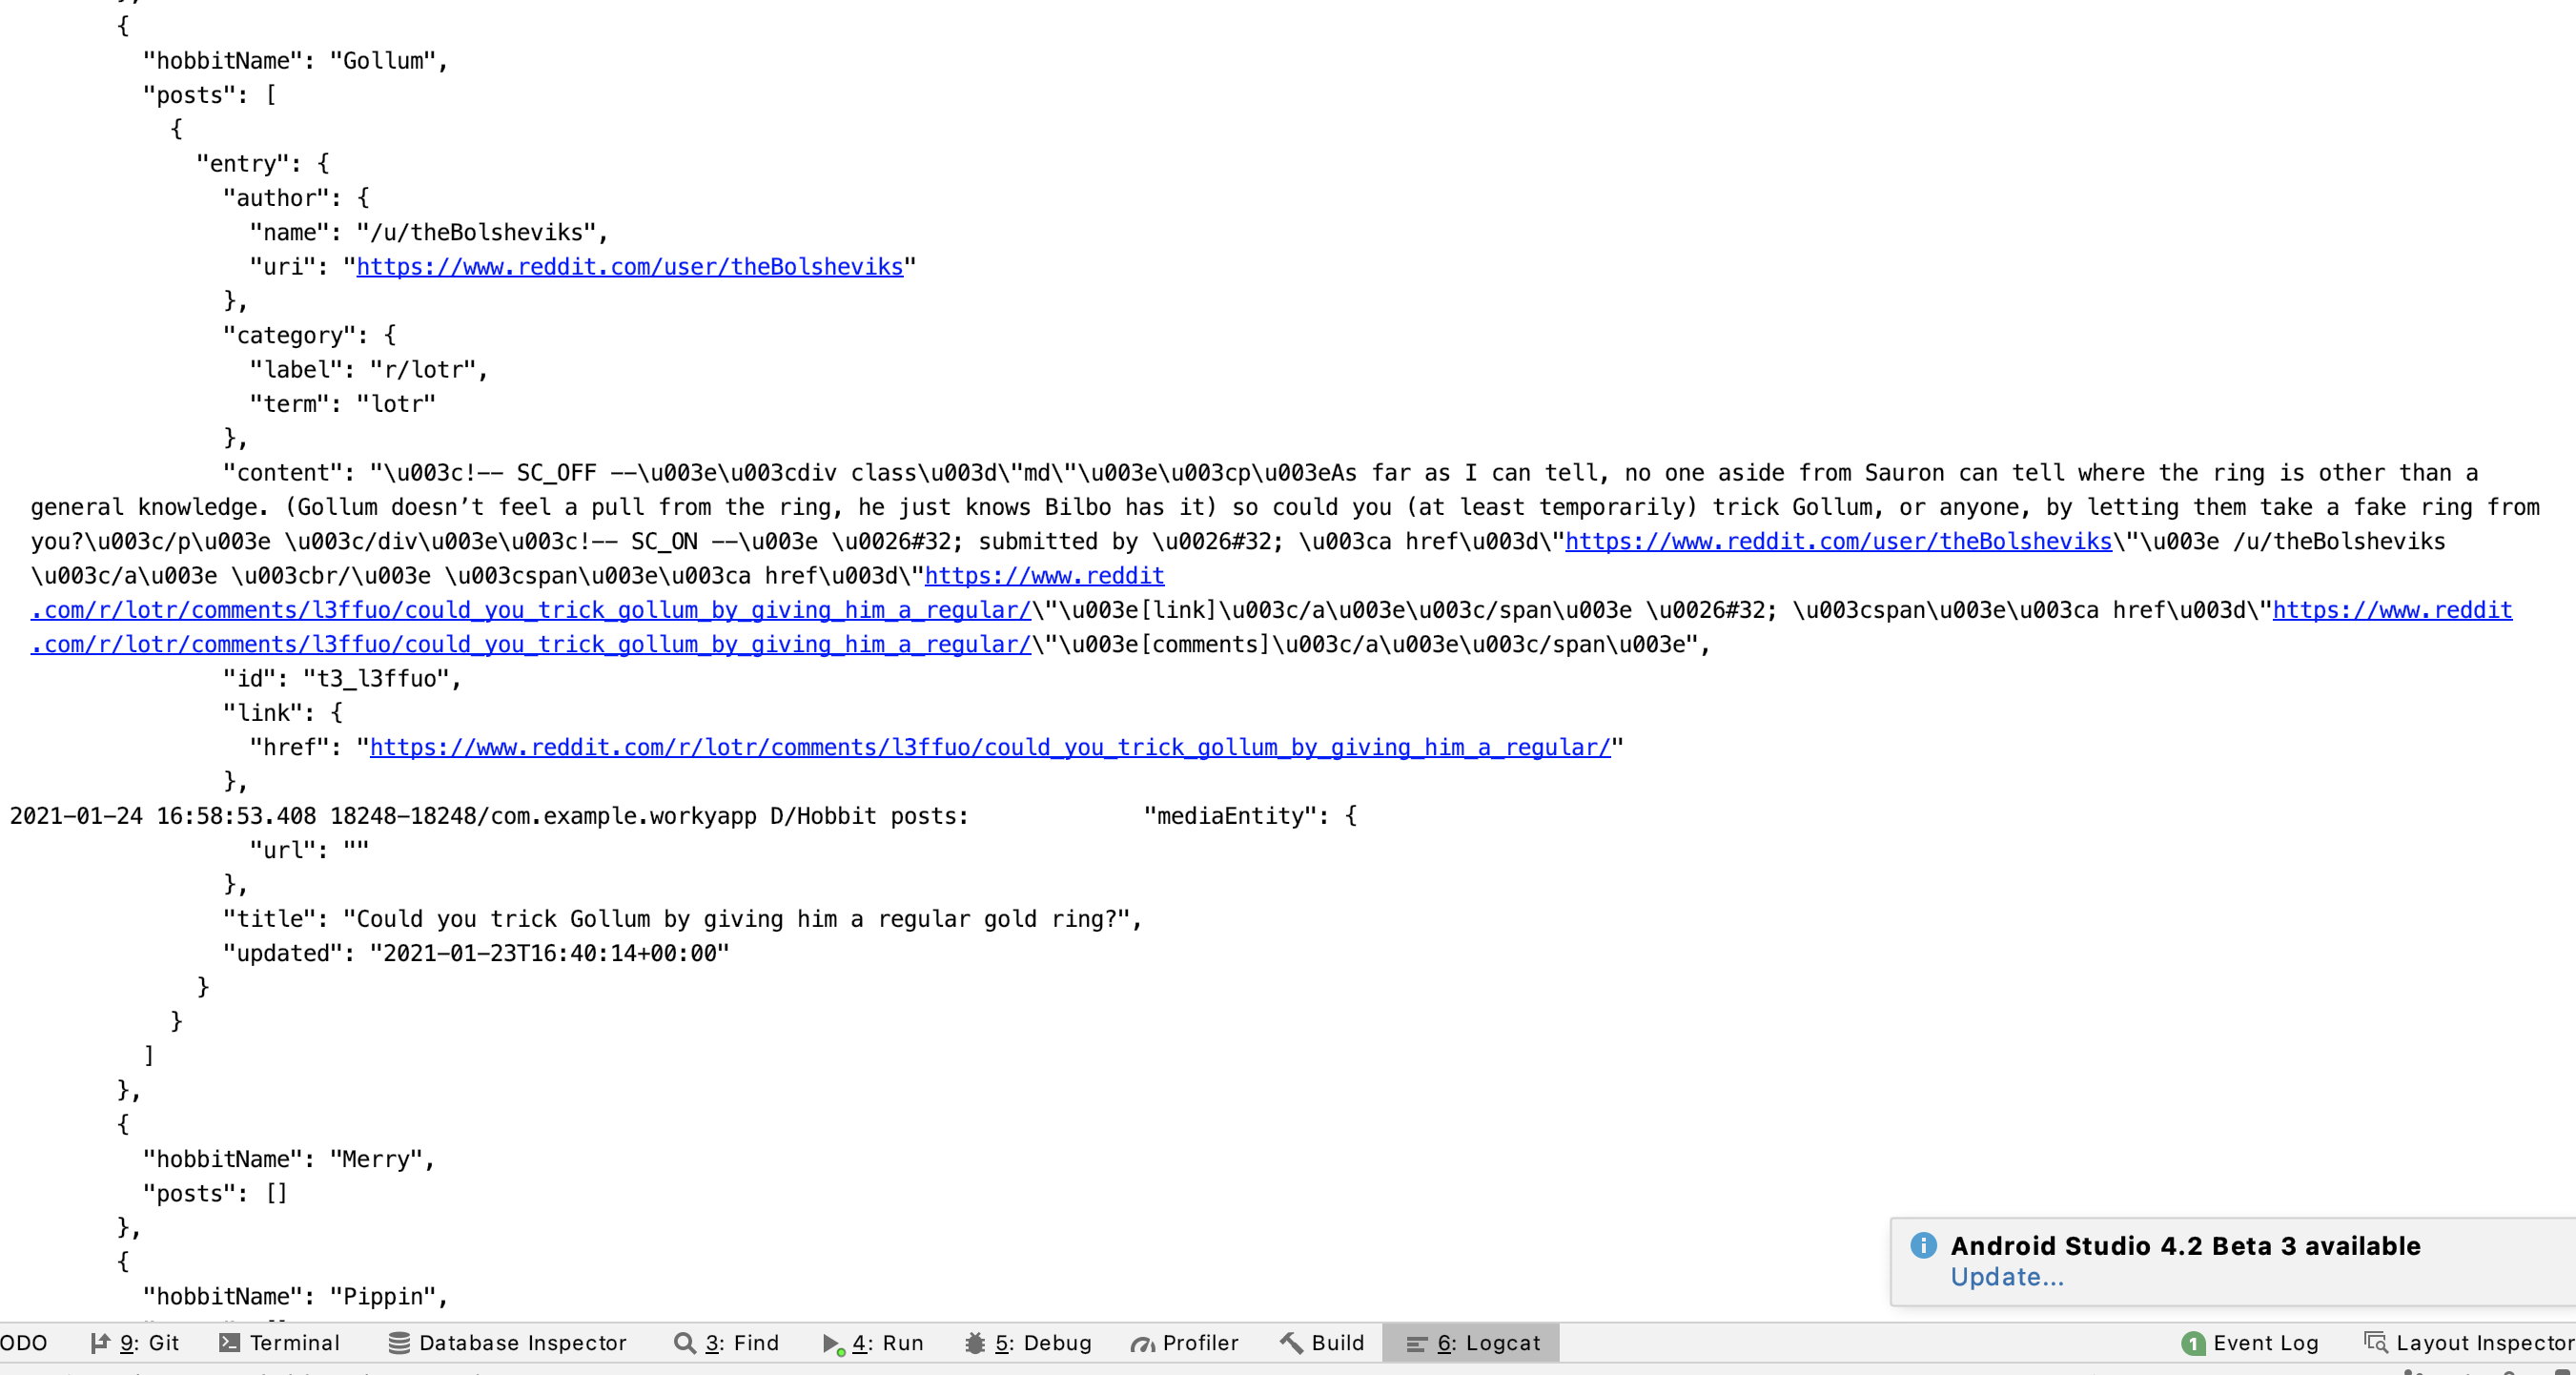 {
"hobbitName": "Gollum",
"posts": [
{
"entry": {
"author": {
"name": "/u/theBolsheviks",
"uri": "https://www.reddit.com/user/theBolsheviks"
},
"category": {
"label": "r/lotr",
"term": "lotr"
},
"content": "\u003c!-- SC_OFF --\u003e\u003cdiv class\u003d\"md\"\u003e\u003cp\u003eAs far as I can tell, no one aside from Sauron can tell where the ring is other than a
general knowledge. (Gollum doesn’t feel a pull from the ring, he just knows Bilbo has it) so could you (at least temporarily) trick Gollum, or anyone, by letting them take a fake ring from
you?\u003c/p\u003e \u003c/div\u003e\u003c!-- SC_ON --\u003e \u0026#32; submitted by \u0026#32; \u003ca href\u003d\"https://www.reddit.com/user/theBolsheviks\"\u003e /u/theBolsheviks
\u003c/a\u003e \u003cbr/\u003e \u003cspan\u003e\u003ca href\u003d\"https://www.reddit
.com/r/lotr/comments/l3ffuo/could_you_trick_gollum_by_giving_him_a_regular/\"\u003e[link]\u003c/a\u003e\u003c/span\u003e \u0026#32; \u003cspan\u003e\u003ca href\u003d\"https://www.reddit
.com/r/lotr/comments/l3ffuo/could_you_trick_gollum_by_giving_him_a_regular/\"\u003e[comments]\u003c/a\u003e\u003c/span\u003e",
"id": "t3_l3ffuo",
"link": {
"href": "https://www.reddit.com/r/lotr/comments/l3ffuo/could_you_trick_gollum_by_giving_him_a_regular/"
},
2021-01-24 16:58:53.408 18248-18248/com.example.workyapp D/Hobbit posts: "mediaEntity": {
"url": ""
},
"title": "Could you trick Gollum by giving him a regular gold ring?",
"updated": "2021-01-23T16:40:14+00:00"
}
}
]
},
{
"hobbitName": "Merry",
"posts": []
},
{
"hobbitName": "Pippin",
Android Studio 4.2 Beta 3 available
Update...
ODO 9: Git Terminal Database Inspector 3: Find 4: Run 5: Debug Profiler Build 6: Logcat 1 Event Log Layout Inspector